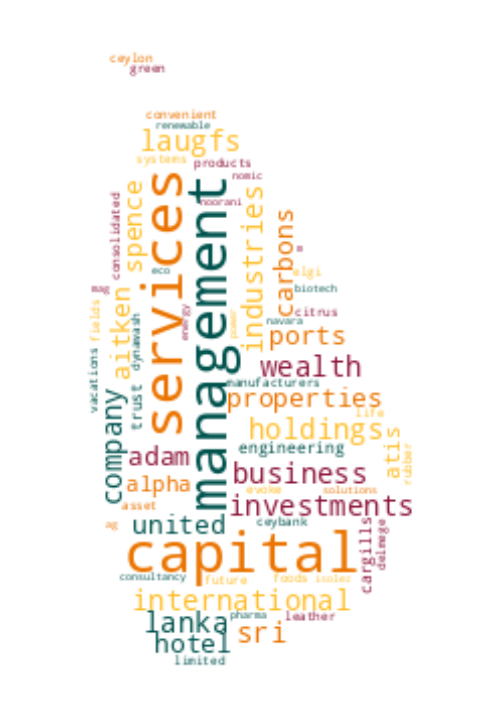 ceylon
green
convenient
renewable
laugfs
systems
products
nomic
services
management
noorani
consolidated
spence
industries
carbons
m
eco
elgi
mag
biotech
energy
power
citrus
navara
fields
aitken
dynawash
ports
vacations
trust
wealth
manufacturers
properties
company
life
holdings
atis
engineering
rubber
adam
business
alpha
evoke
solutions
asset
investments
ag
united
ceybank
cargills
delmege
capital
consultancy
future
foods
isolez
international
lanka
pharma
leather
hotel
sri
limited